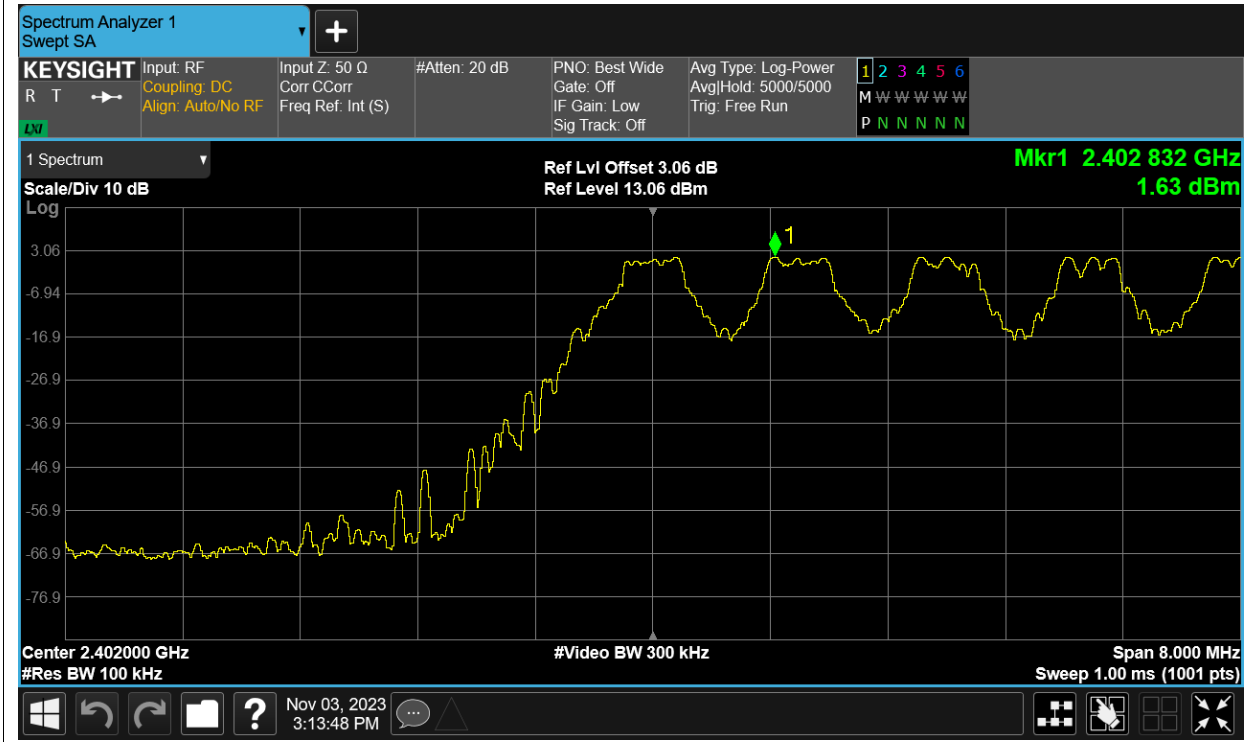 Spectrum Analyzer 1
Swept SA
KEYSIGHT
R T
LXI
Input: RF
Coupling: DC
Align: Auto/No RF
Input Z: 50 Ω
Corr CCorr
Freq Ref: Int (S)
#Atten: 20 dB
PNO: Best Wide
Gate: Off
IF Gain: Low
Sig Track: Off
Avg Type: Log-Power
Avg|Hold: 5000/5000
Trig: Free Run
1 2 3 4 5 6
M W W W W W
P N N N N N
1 Spectrum
Scale/Div 10 dB
Log
Ref Lvl Offset 3.06 dB
Ref Level 13.06 dBm
Mkr1 2.402 832 GHz
1.63 dBm
1
3.06
-6.94
-16.9
-26.9
-36.9
-46.9
-56.9
-66.9
-76.9
Center 2.402000 GHz
#Res BW 100 kHz
#Video BW 300 kHz
Span 8.000 MHz
Sweep 1.00 ms (1001 pts)
?
Nov 03, 2023
3:13:48 PM